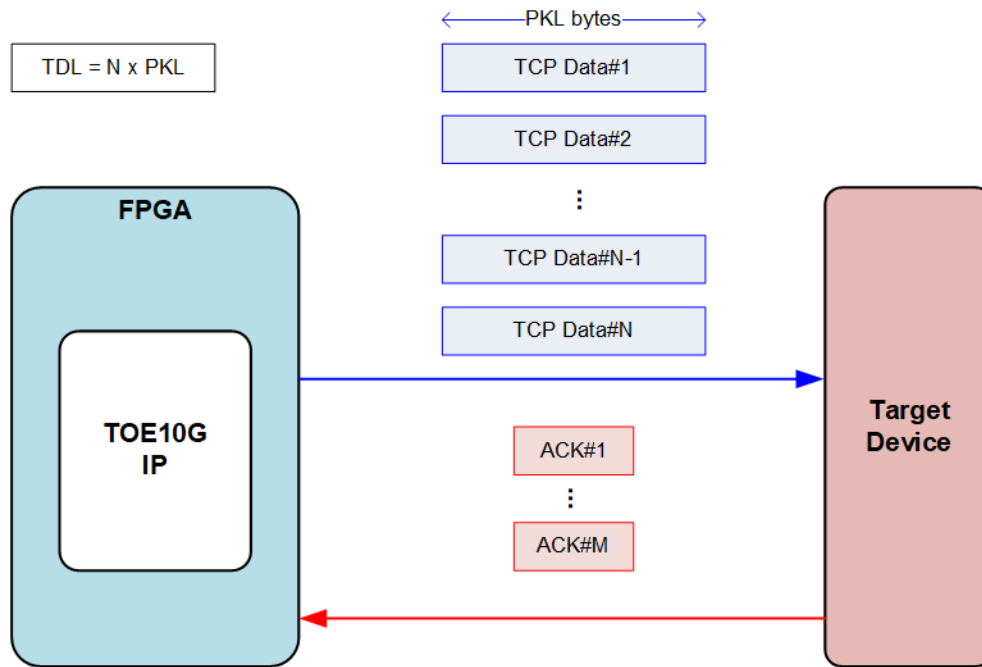 PKL bytes
TDL = N x PKL
TCP Data#1
TCP Data#2
⋮
FPGA
TCP Data#N-1
TCP Data#N
TOE10G
IP
Target
Device
ACK#1
⋮
ACK#M